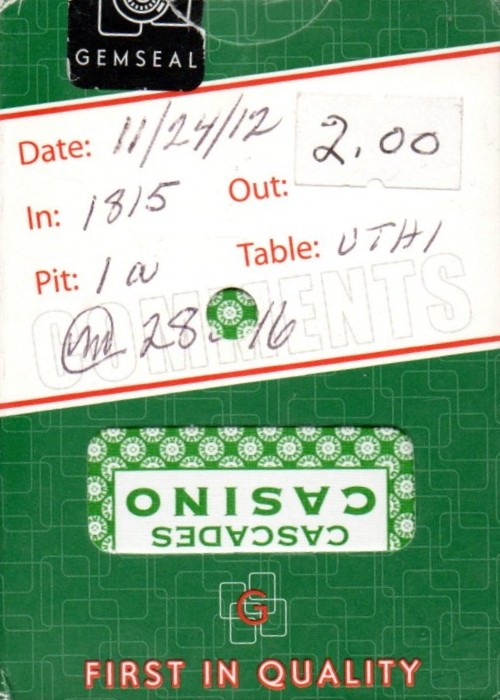 GEMSEAL
Date: 11/24/12
2.00
In: 1815 Out:
Pit: 1 W Table: UTH1
COMMENTS
28. 16
CASCADES
CASINO
G
FIRST IN QUALITY